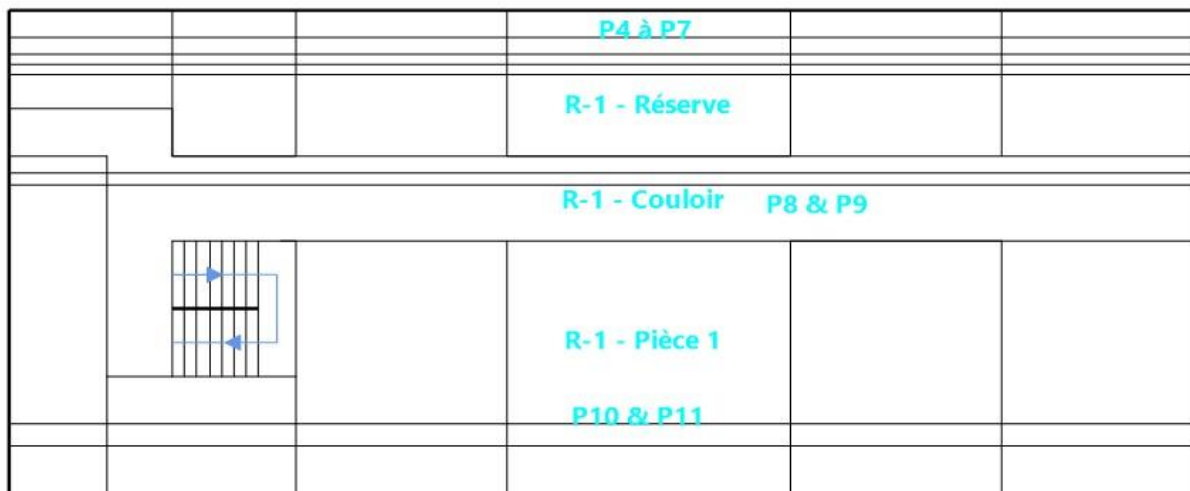 P4 à P7
R-1 - Réserve
R-1 - Couloir P8 & P9
R-1 - Pièce 1
P10 & P11